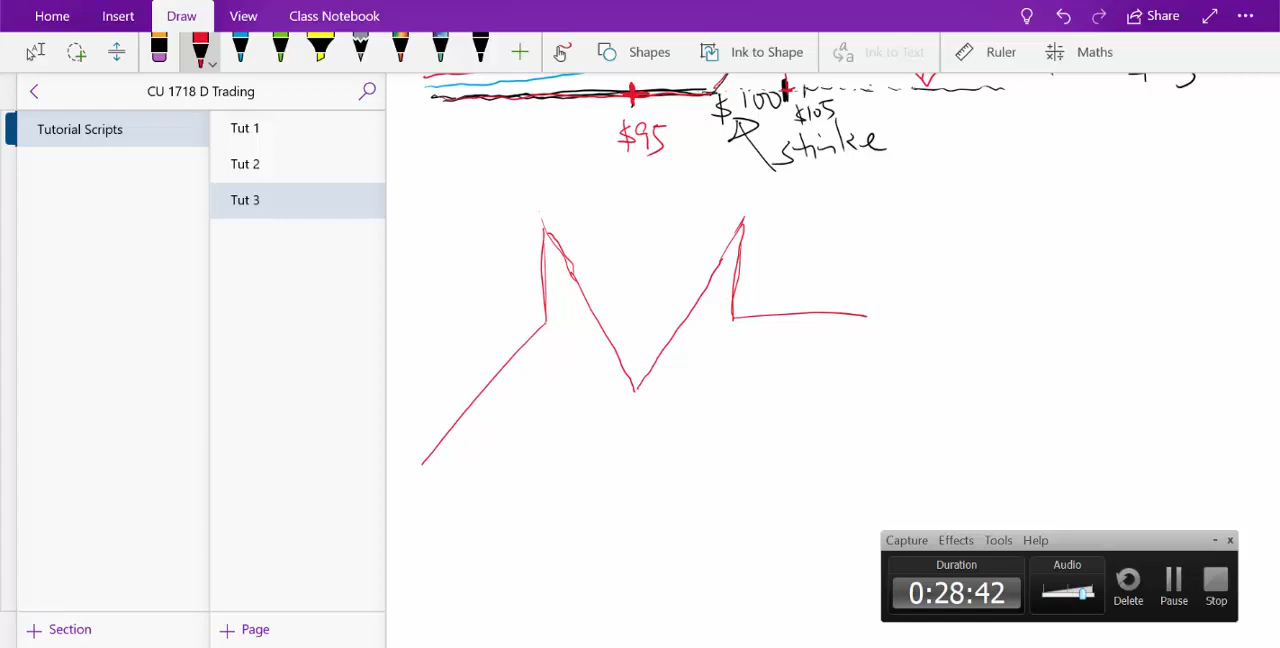 Home Insert Draw View Class Notebook Share
Shapes Ink to Shape Ink to Text Ruler Maths
CU 1718 D Trading
Tutorial Scripts
Tut 1
Tut 2
Tut 3
$100
$105
$95
strike
Capture Effects Tools Help - x
Duration Audio
0:28:42
Delete Pause Stop
Section Page